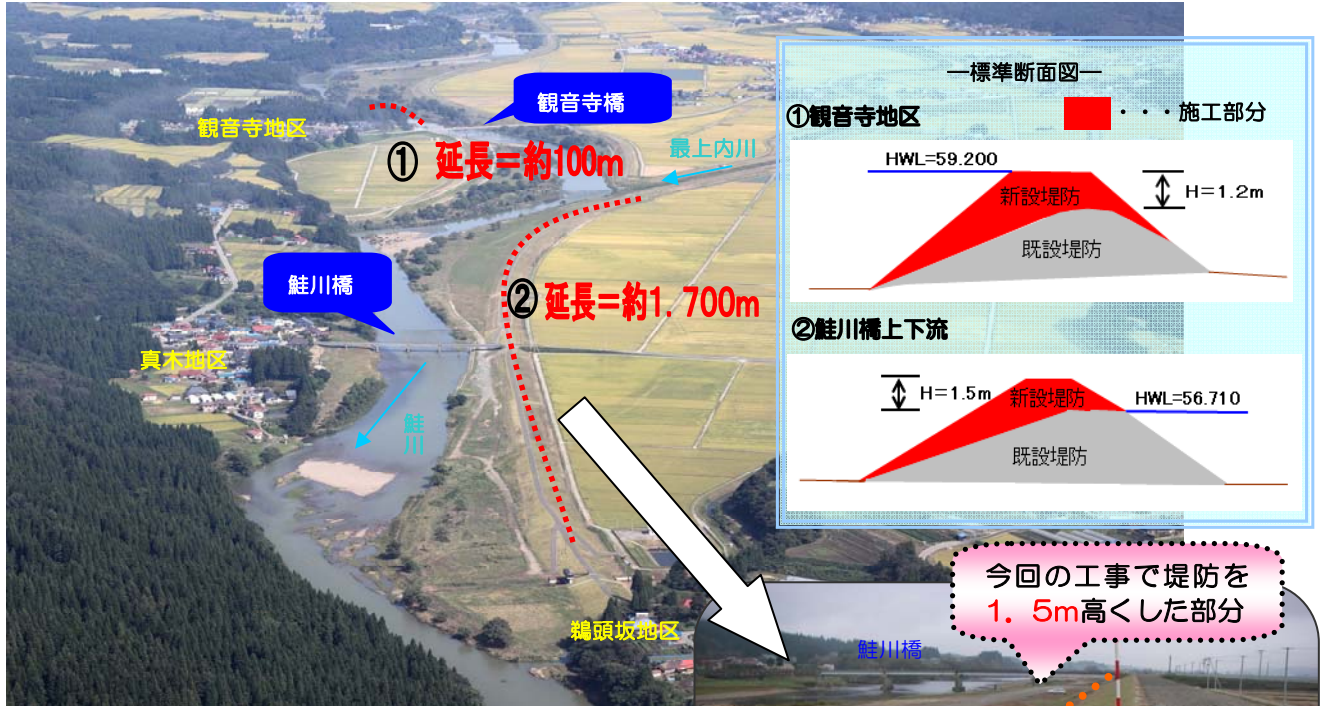 観音寺橋
観音寺地区
① 延長＝約100m
最上内川
鮭川橋
② 延長＝約1.700m
真木地区
鮭川
鵜頭坂地区
―標準断面図―
①観音寺地区
・・・施工部分
HWL=59.200
新設堤防
H=1.2m
既設堤防
②鮭川橋上下流
H=1.5m
新設堤防
HWL=56.710
既設堤防
今回の工事で堤防を
1．5m高くした部分
鮭川橋